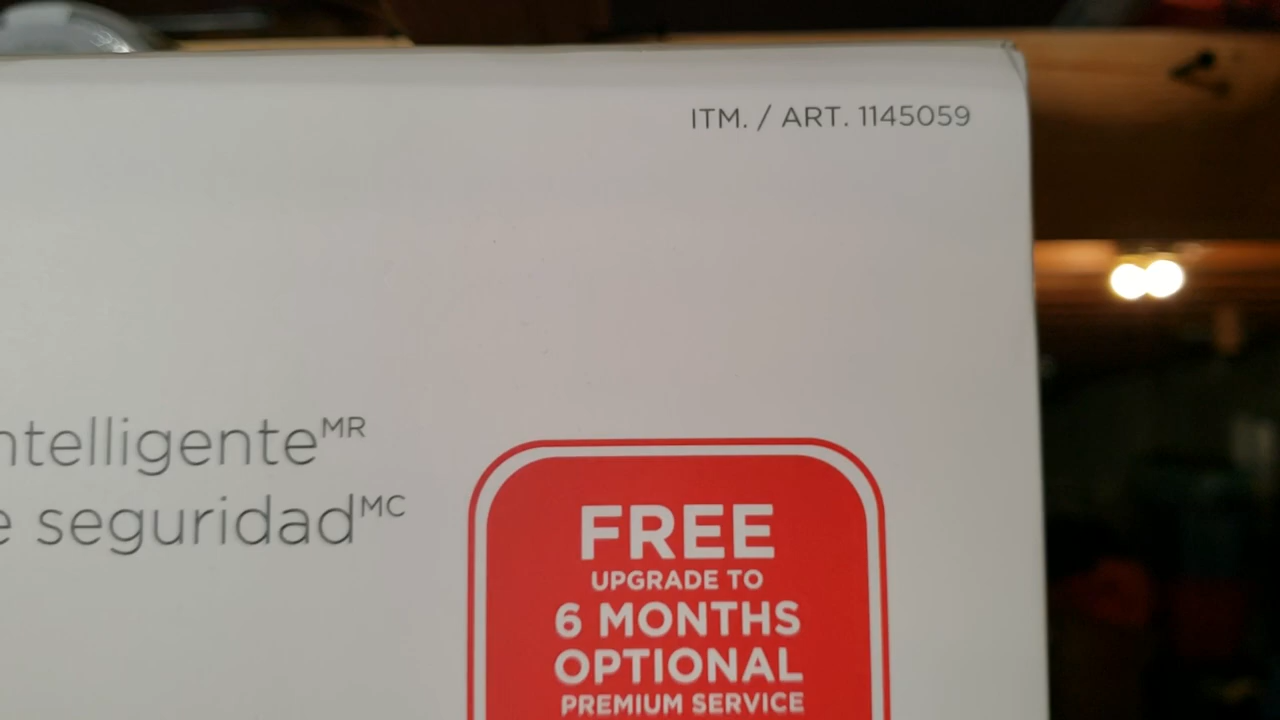 ITM. / ART. 1145059
ntelligenteMR
e seguridadMC
FREE
UPGRADE TO
6 MONTHS
OPTIONAL
PREMIUM SERVICE